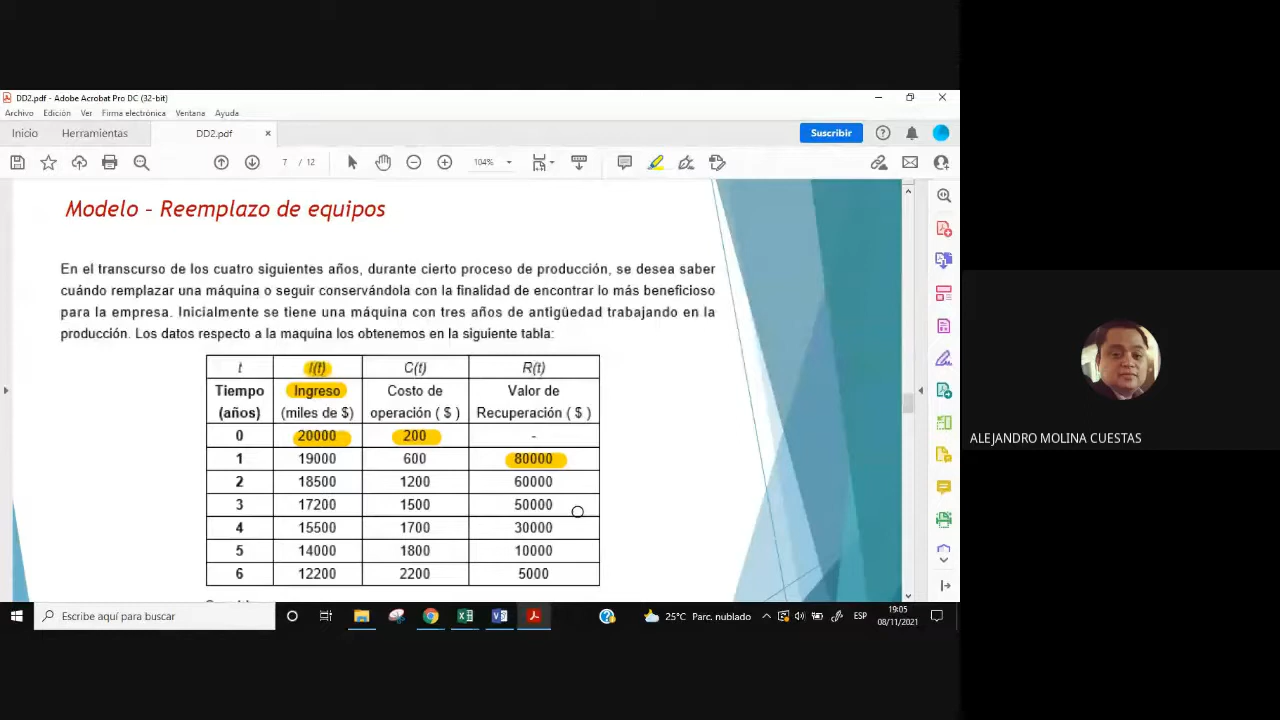 DD2.pdf - Adobe Acrobat Pro DC (32-bit)
Archivo Edición Ver Firma electrónica Ventana Ayuda
Inicio Herramientas DD2.pdf × Suscribir
7 / 12 104%
Modelo – Reemplazo de equipos
En el transcurso de los cuatro siguientes años, durante cierto proceso de producción, se desea saber
cuándo remplazar una máquina o seguir conservándola con la finalidad de encontrar lo más beneficioso
para la empresa. Inicialmente se tiene una máquina con tres años de antigüedad trabajando en la
producción. Los datos respecto a la maquina los obtenemos en la siguiente tabla:
t I(t) C(t) R(t)
Tiempo Ingreso Costo de Valor de
(años) (miles de $) operación ( $ ) Recuperación ( $ )
0 20000 200 -
1 19000 600 80000
2 18500 1200 60000
3 17200 1500 50000
4 15500 1700 30000
5 14000 1800 10000
6 12200 2200 5000
ALEJANDRO MOLINA CUESTAS
Escribe aquí para buscar
25°C Parc. nublado ESP
19:05
08/11/2021